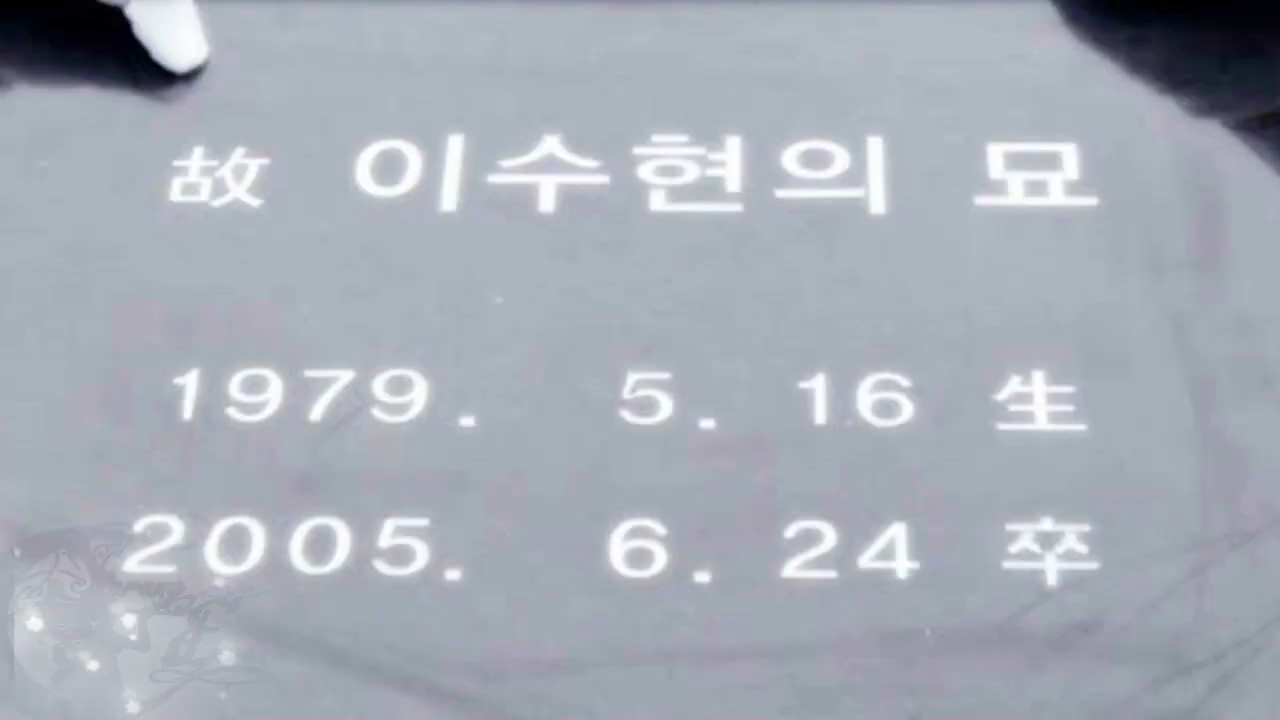 故 이수현의 묘
1979. 5. 16 生
2005. 6. 24 卒